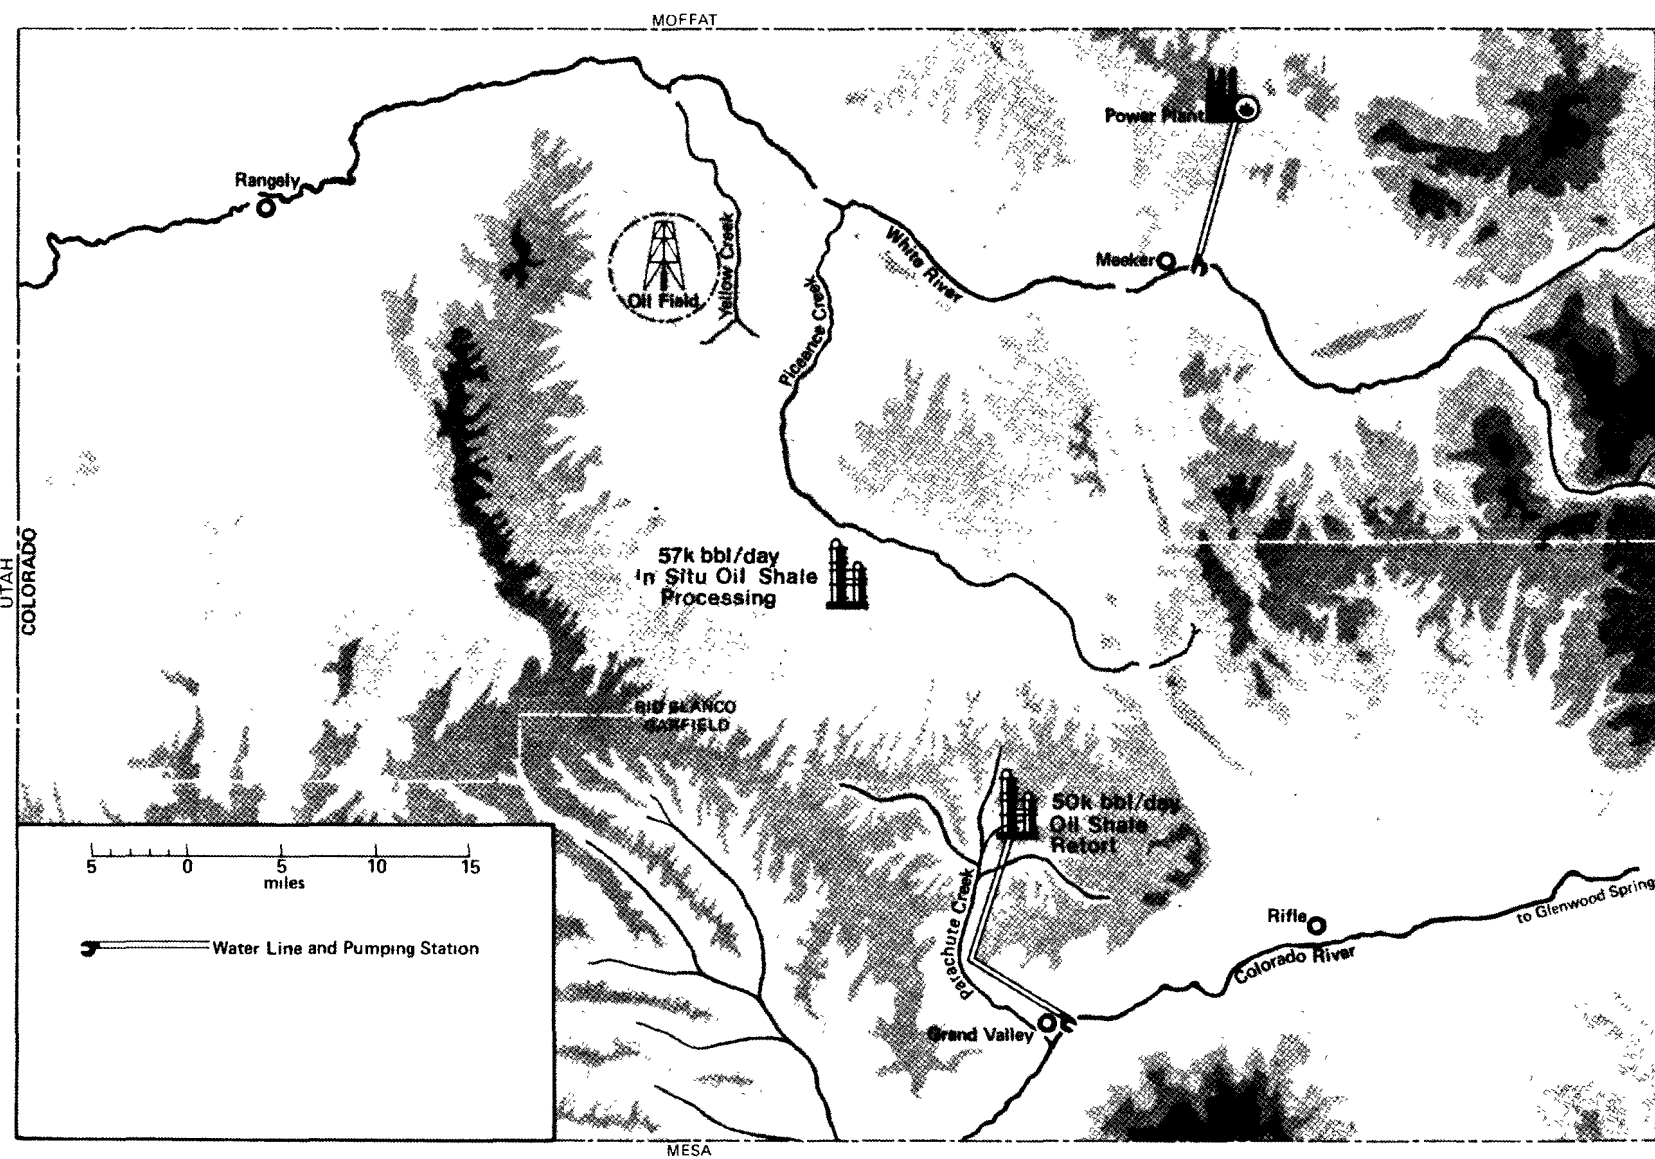 MOFFAT
Power Plant
Rangely
Yellow Creek
Oil Field
White River
Meeker
Piceance Creek
UTAH
COLORADO
57k bbl/day
In Situ Oil Shale
Processing
RIO BLANCO
GARFIELD
50k bbl/day
Oil Shale
Retort
5 0 5 10 15
miles
Water Line and Pumping Station
Parachute Creek
Rifle
to Glenwood Spring
Colorado River
Grand Valley
MESA